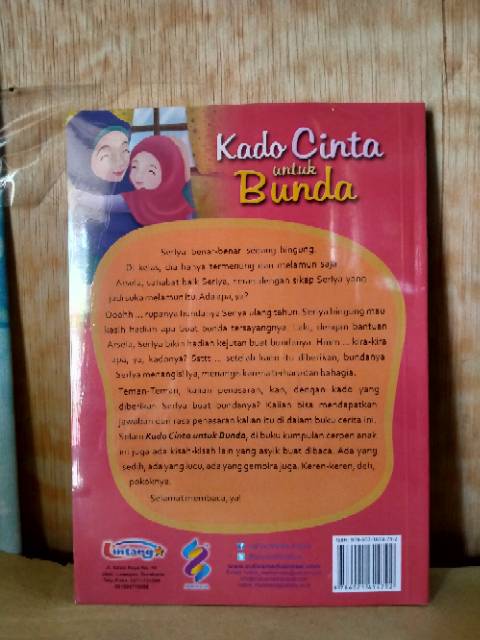 Kado Cinta
untuk
Bunda
Seriya benar-benar sedang bingung.
Di kelas, dia hanya termenung dan melamun saja.
Arsela, sahabat baik Seriya, heran dengan sikap Seriya yang
jadi suka melamun itu. Ada apa, ya?
Ooohh ... rupanya bundanya Seriya ulang tahun. Seriya bingung mau
kasih hadiah apa buat bunda tersayangnya. Lalu, dengan bantuan
Arsela, Seriya bikin hadiah kejutan buat bundanya. Hmm ... kira-kira
apa, ya, kadonya? Ssttt ... setelah kado itu diberikan, bundanya
Seriya menangis! Iya, menangis karena terharu dan bahagia.
Teman-Teman, kalian penasaran, kan, dengan kado yang
diberikan Seriya buat bundanya? Kalian bisa mendapatkan
jawaban dari rasa penasaran kalian itu di dalam buku cerita ini.
Selain Kado Cinta untuk Bunda, di buku kumpulan cerpen anak
ini juga ada kisah-kisah lain yang asyik buat dibaca. Ada yang
sedih, ada yang lucu, ada yang gembira juga. Keren-keren, deh,
pokoknya.
Selamat membaca, ya!
Lintang
ISBN